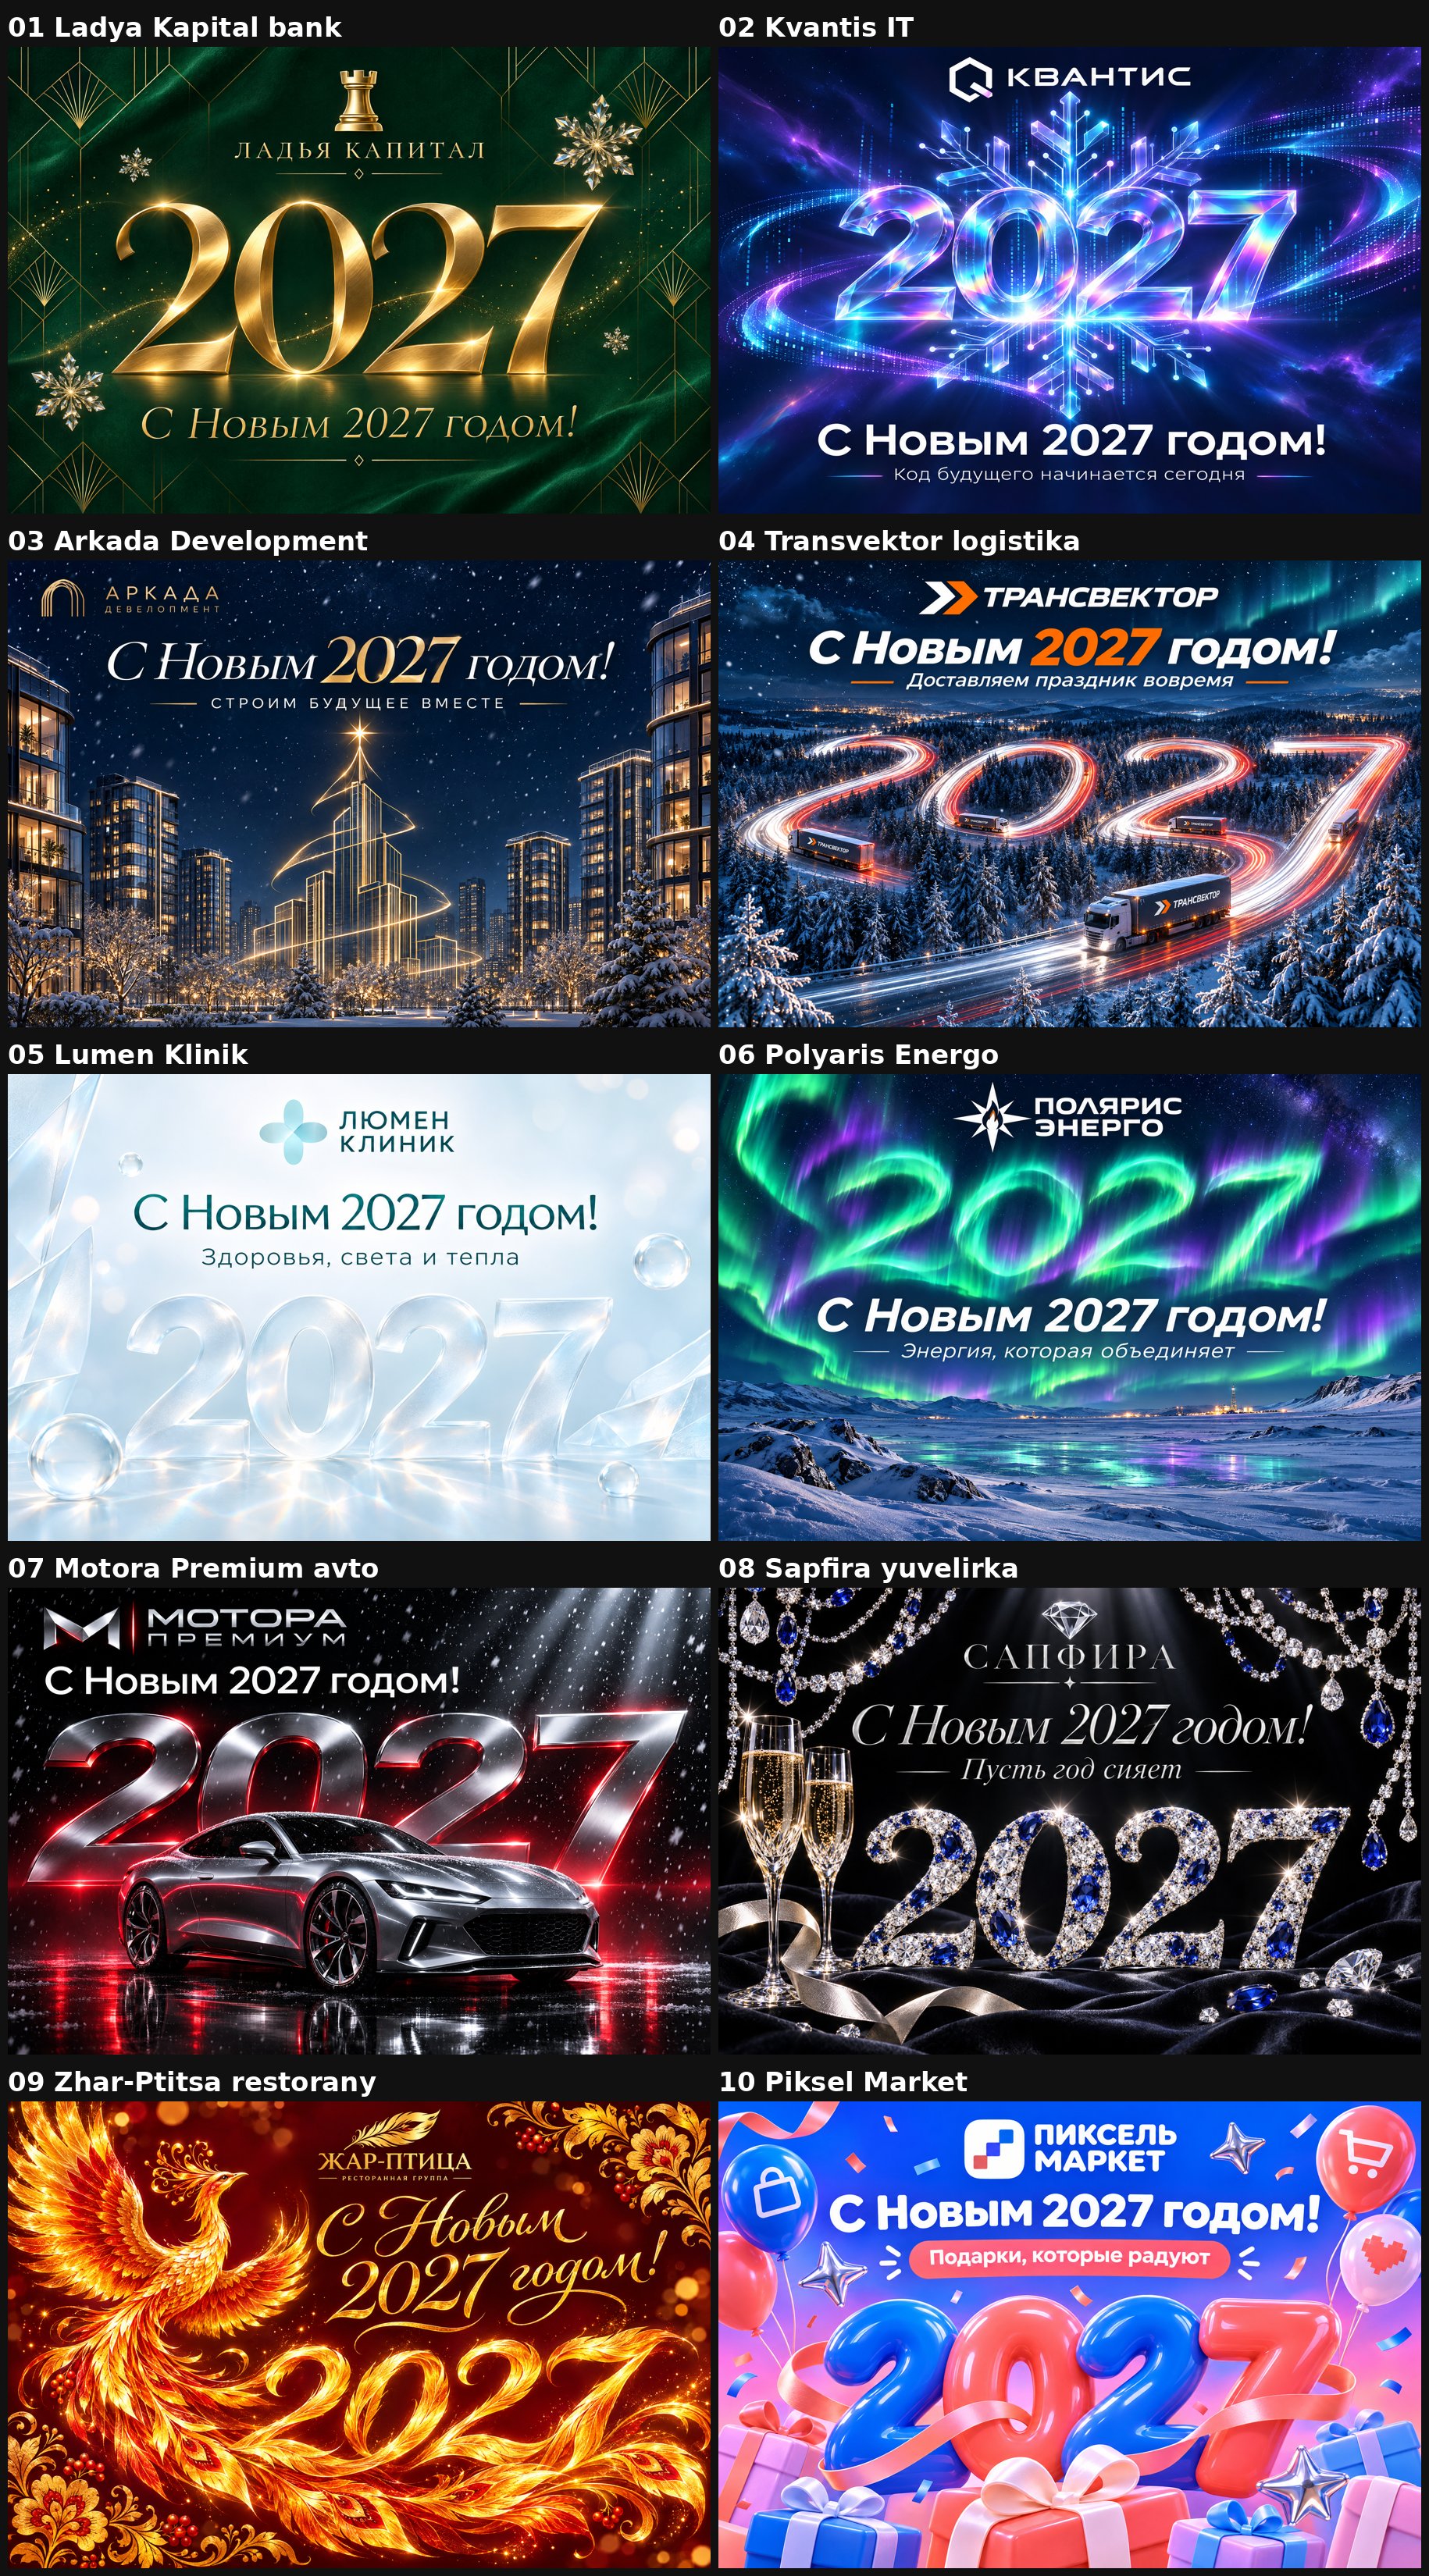 01 Ladya Kapital bank
ЛАДЬЯ КАПИТАЛ
2027
С Новым 2027 годом!
02 Kvantis IT
КВАНТИС
2027
С Новым 2027 годом!
Код будущего начинается сегодня
03 Arkada Development
АРКАДА
ДЕВЕЛОПМЕНТ
С Новым 2027 годом!
СТРОИМ БУДУЩЕЕ ВМЕСТЕ
04 Transvektor logistika
ТРАНСВЕКТОР
С Новым 2027 годом!
Доставляем праздник вовремя
2027
ТРАНСВЕКТОР
ТРАНСВЕКТОР
05 Lumen Klinik
ЛЮМЕН
КЛИНИК
С Новым 2027 годом!
Здоровья, света и тепла
2027
06 Polyaris Energo
ПОЛЯРИС
ЭНЕРГО
2027
С Новым 2027 годом!
Энергия, которая объединяет
07 Motora Premium avto
МОТОРА
ПРЕМИУМ
С Новым 2027 годом!
2027
08 Sapfira yuvelirka
САПФИРА
С Новым 2027 годом!
Пусть год сияет
2027
09 Zhar-Ptitsa restorany
ЖАР-ПТИЦА
РЕСТОРАННАЯ ГРУППА
С Новым
2027 годом!
2027
10 Piksel Market
ПИКСЕЛЬ
МАРКЕТ
С Новым 2027 годом!
Подарки, которые радуют
2027